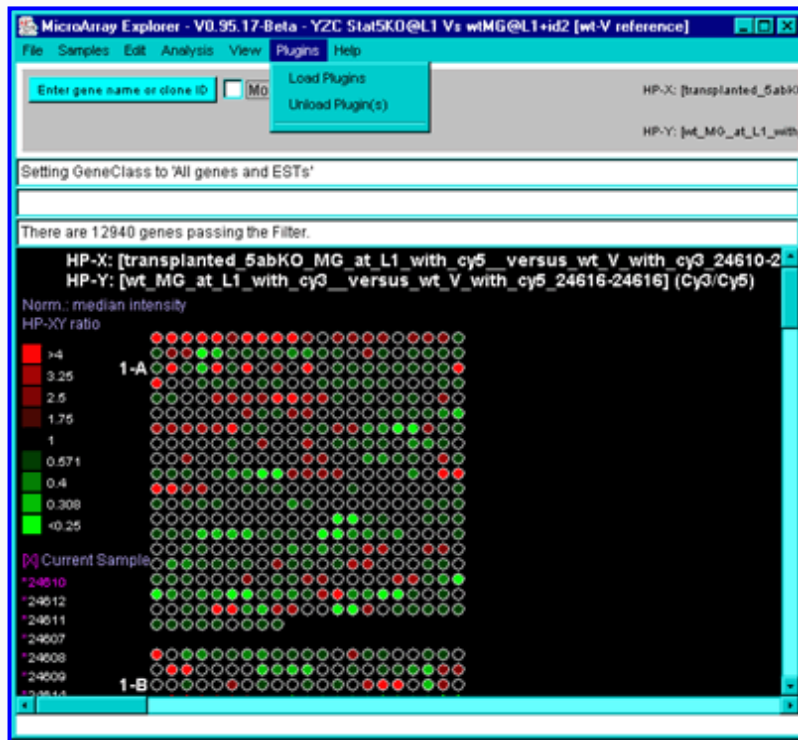 MicroArray Explorer - V0.95.17-Beta - YZC Stat5KO@L1 Vs wtMG@L1+id2 [wt-V reference]
File Samples Edit Analysis View Plugins Help
Load Plugins
Unload Plugin(s)
Enter gene name or clone ID Mo
HP-X: [transplanted_5abK
HP-Y: [wt_MG_at_L1_with
Setting GeneClass to 'All genes and ESTs'
There are 12940 genes passing the Filter.
HP-X: [transplanted_5abKO_MG_at_L1_with_cy5__versus_wt_V_with_cy3_24610-2
HP-Y: [wt_MG_at_L1_with_cy3__versus_wt_V_with_cy5_24616-24616] (Cy3/Cy5)
Norm.: median intensity
HP-XY ratio
>4
1-A
3.25
2.5
1.75
1
0.571
0.4
0.308
<0.25
[X] Current Sample
*24610
*24612
*24611
*24607
*24608
*24609
1-B
*24614